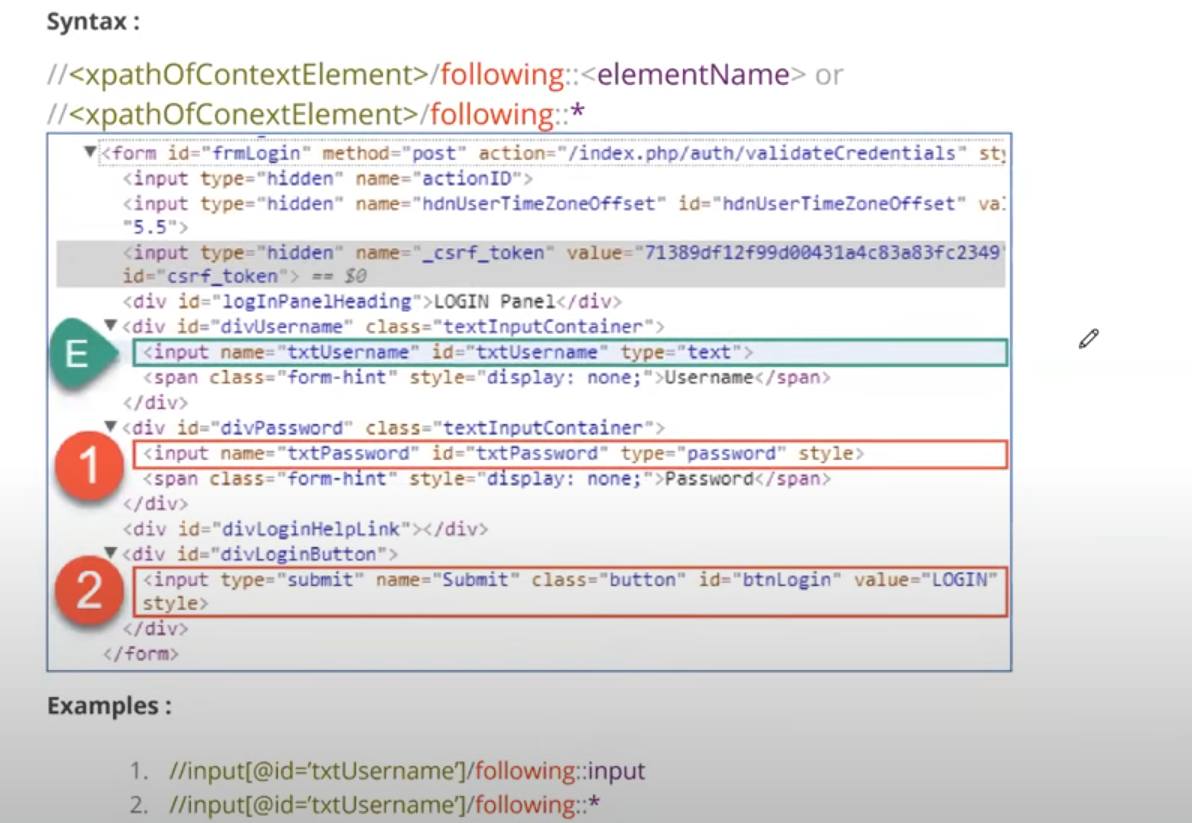 Syntax :
//<xpathOfContextElement>/following::<elementName> or
//<xpathOfConextElement>/following::*
▼<form id="frmLogin" method="post" action="/index.php/auth/validateCredentials" sty
<input type="hidden" name="actionID">
<input type="hidden" name="hdnUserTimeZoneOffset" id="hdnUserTimeZoneOffset" val
"5.5">
<input type="hidden" name="_csrf_token" value="71389df12f99d00431a4c83a83fc2349"
id="csrf_token"> == $0
<div id="logInPanelHeading">LOGIN Panel</div>
▼<div id="divUsername" class="textInputContainer">
E
<input name="txtUsername" id="txtUsername" type="text">
<span class="form-hint" style="display: none;">Username</span>
</div>
▼<div id="divPassword" class="textInputContainer">
1
<input name="txtPassword" id="txtPassword" type="password" style>
<span class="form-hint" style="display: none;">Password</span>
</div>
<div id="divLoginHelpLink"></div>
▼<div id="divLoginButton">
2
<input type="submit" name="Submit" class="button" id="btnLogin" value="LOGIN"
style>
</div>
</form>
Examples :
1. //input[@id='txtUsername']/following::input
2. //input[@id='txtUsername']/following::*